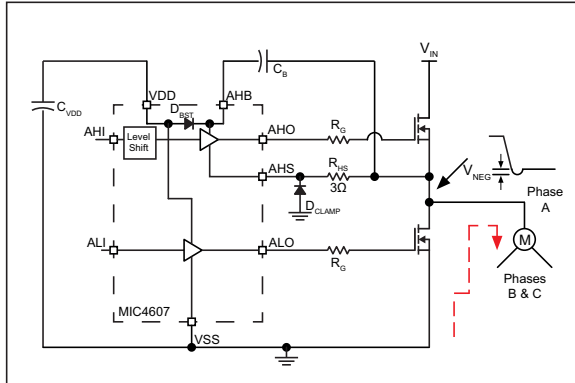 V_IN
C_B
VDD
AHB
D_BST
C_VDD
AHI
Level
Shift
AHO
R_G
AHS
R_HS
3Ω
V_NEG
D_CLAMP
Phase
A
ALI
ALO
R_G
M
Phases
B & C
MIC4607
VSS